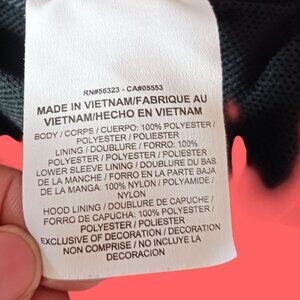 RN#56323 - CA#05553
MADE IN VIETNAM/FABRIQUE AU
VIETNAM/HECHO EN VIETNAM
BODY / CORPS / CUERPO: 100% POLYESTER /
POLYESTER / POLIESTER
LINING / DOUBLURE / FORRO: 100%
POLYESTER / POLYESTER / POLIESTER
LOWER SLEEVE LINING / DOUBLURE DU BAS
DE LA MANCHE / FORRO EN LA PARTE BAJA
DE LA MANGA: 100% NYLON / POLYAMIDE /
NYLON
HOOD LINING / DOUBLURE DE CAPUCHE /
FORRO DE CAPUCHA: 100% POLYESTER /
POLYESTER / POLIESTER
EXCLUSIVE OF DECORATION / DECORATION
NON COMPRISE / NO INCLUYE LA
DECORACION